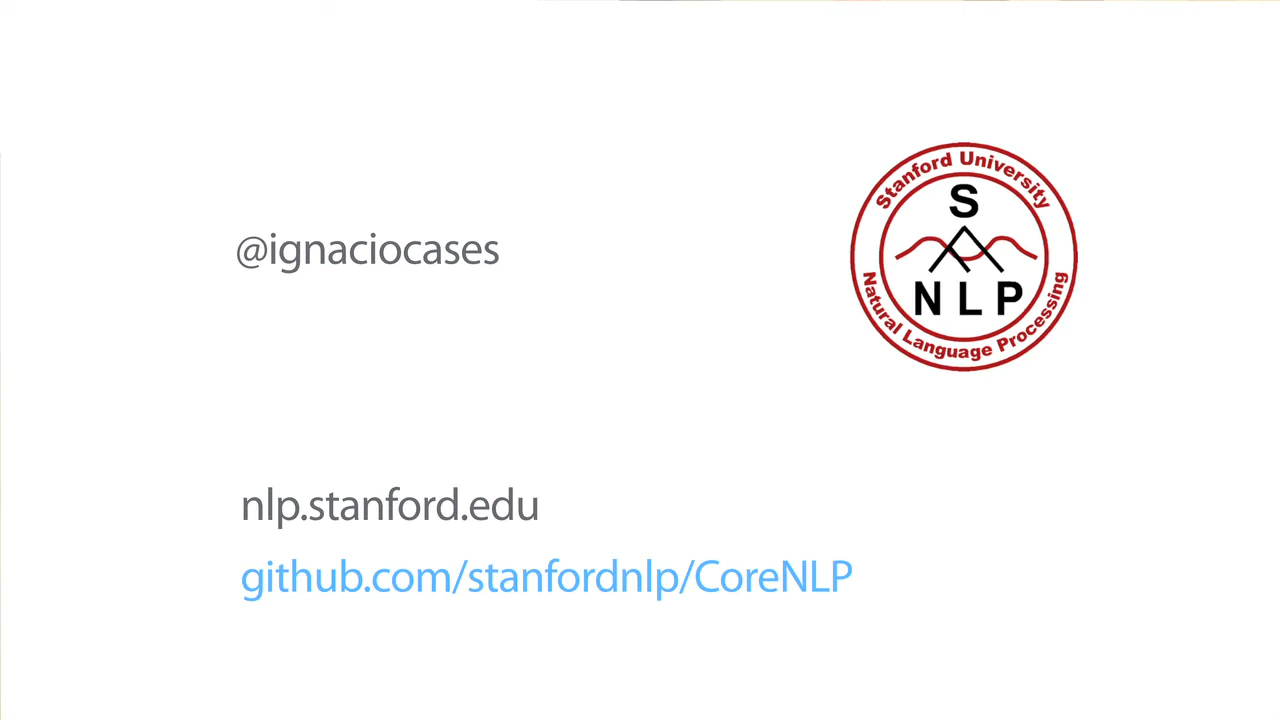 @ignaciocases
Stanford University
S
NLP
Natural Language Processing
nlp.stanford.edu
github.com/stanfordnlp/CoreNLP